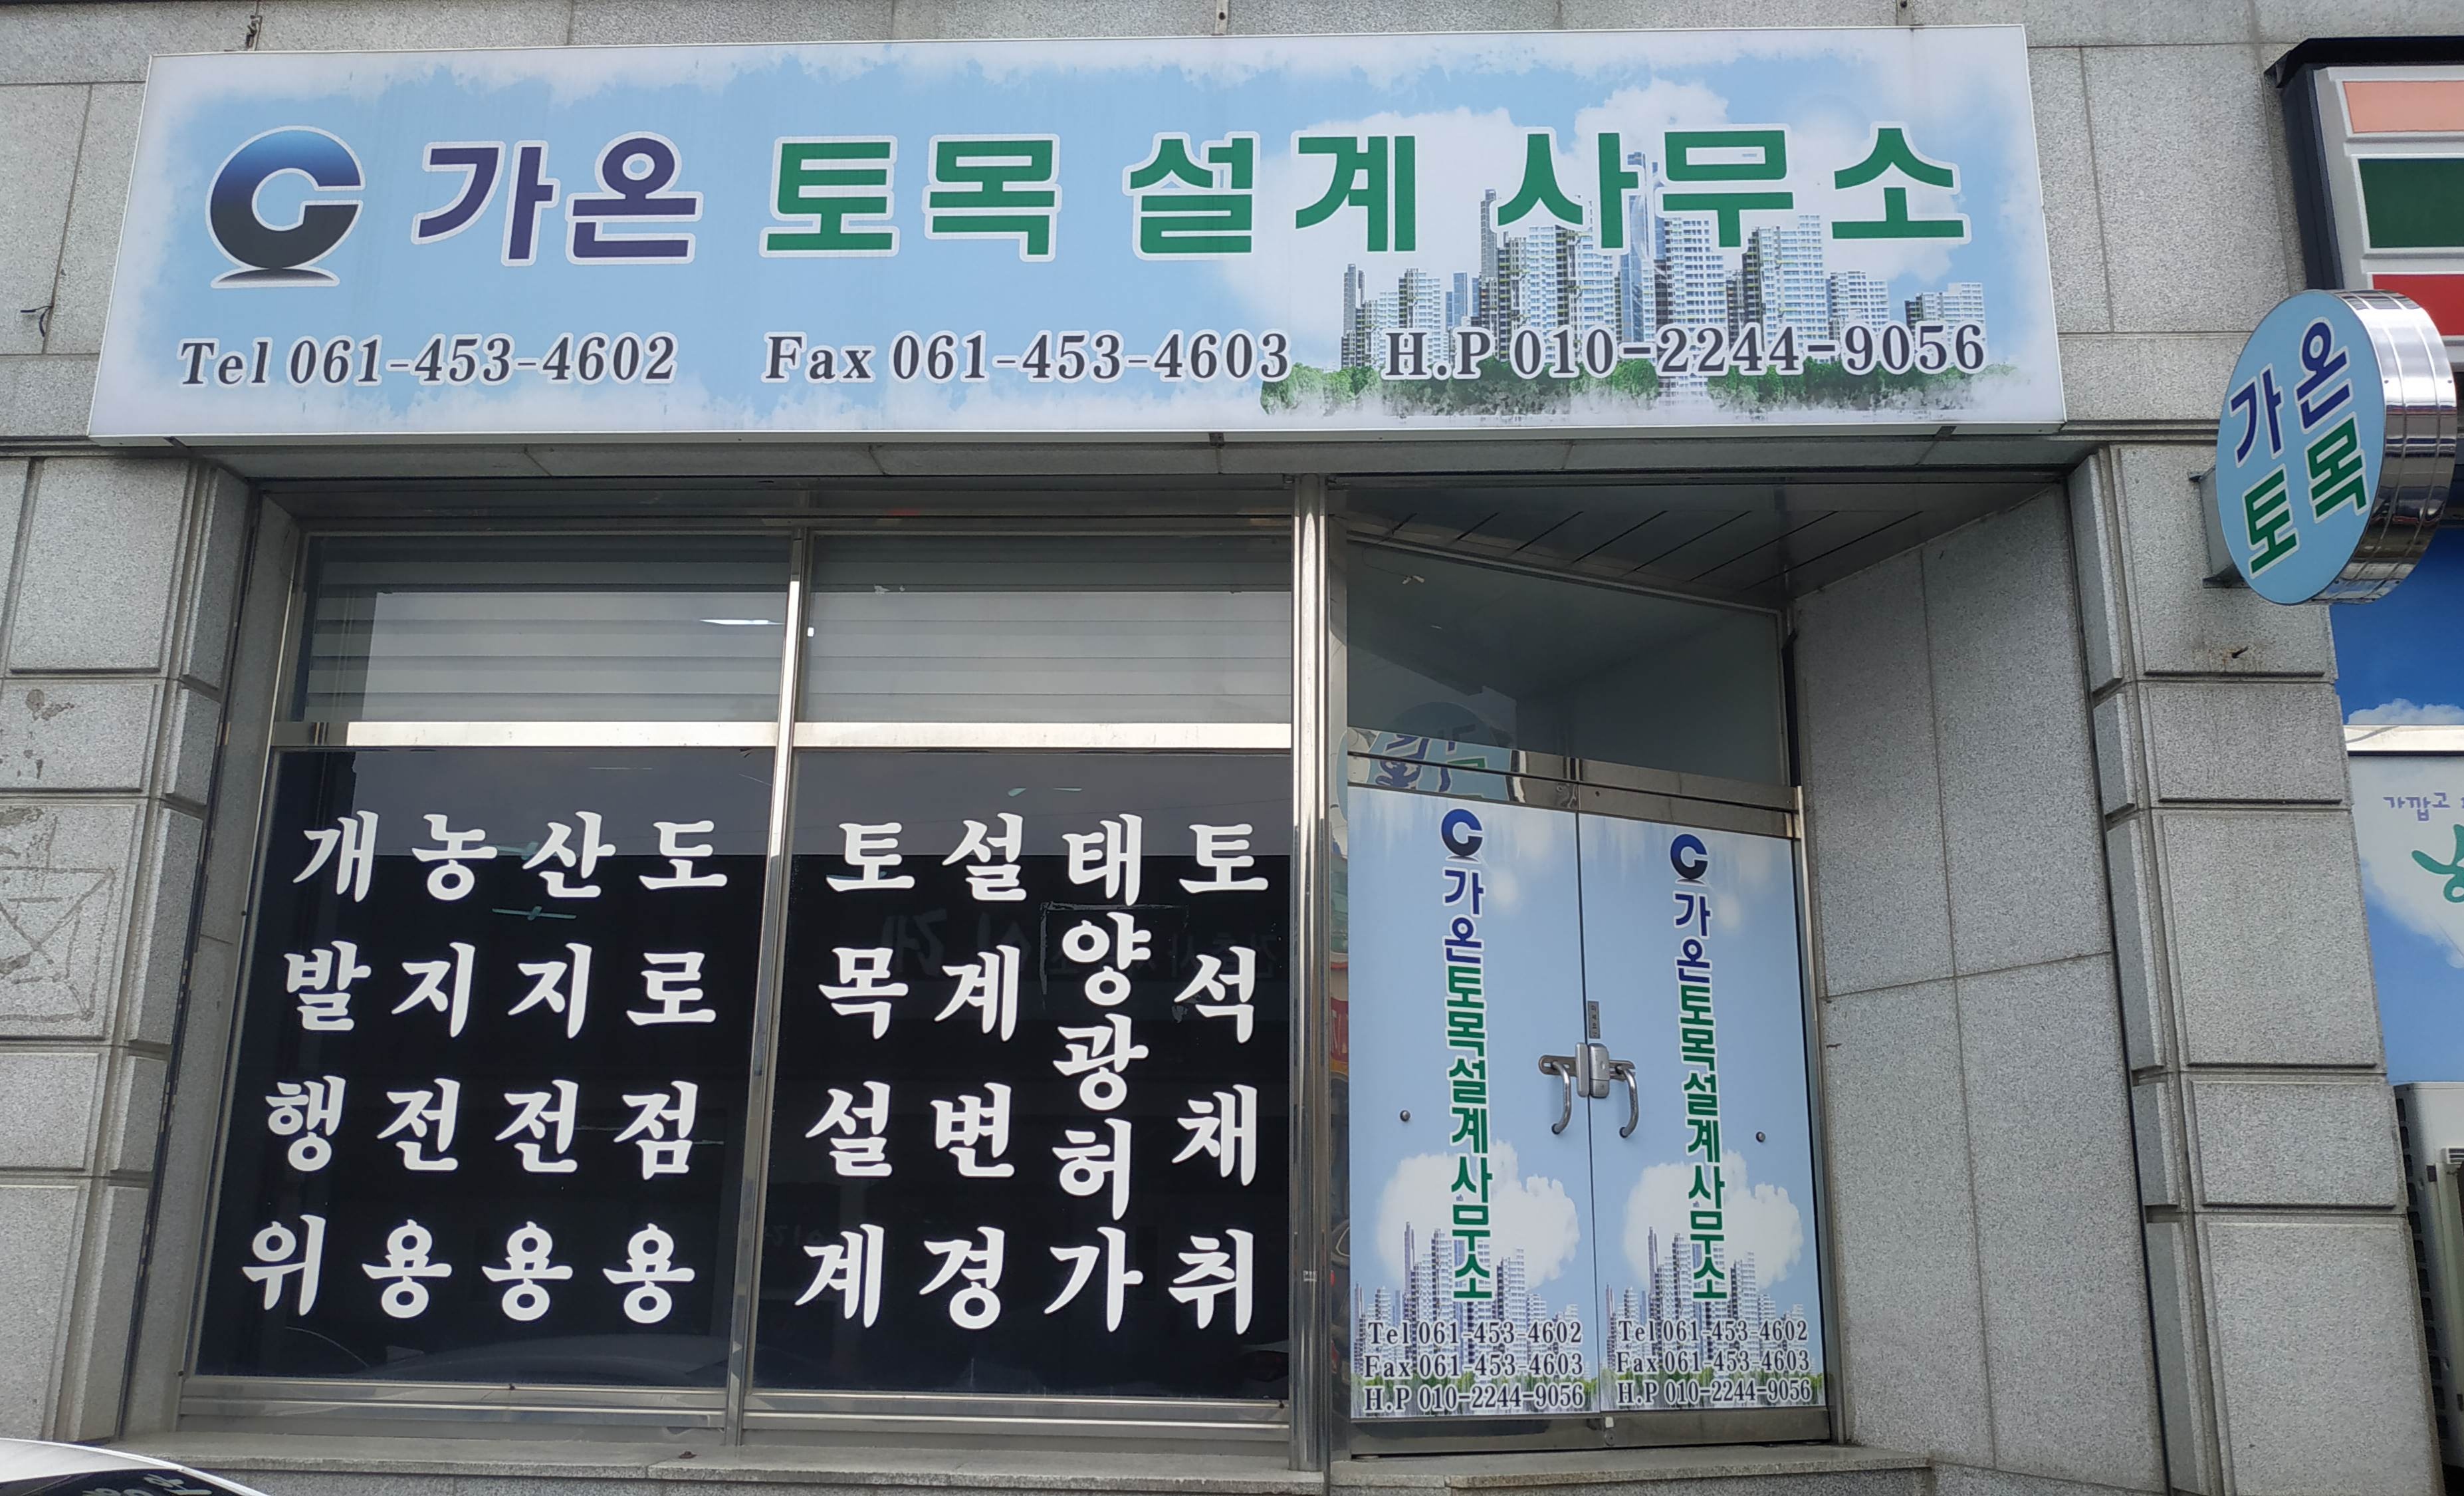 가온 토목 설계 사무소
Tel 061-453-4602 Fax 061-453-4603 H.P 010-2244-9056
가온
토목
개발행위
농지전용
산지전용
도로점용
토목설계
설계변경
태양광허가
토석채취
가온토목설계사무소
Tel 061-453-4602
Fax 061-453-4603
H.P 010-2244-9056
가온토목설계사무소
Tel 061-453-4602
Fax 061-453-4603
H.P 010-2244-9056
가깝고